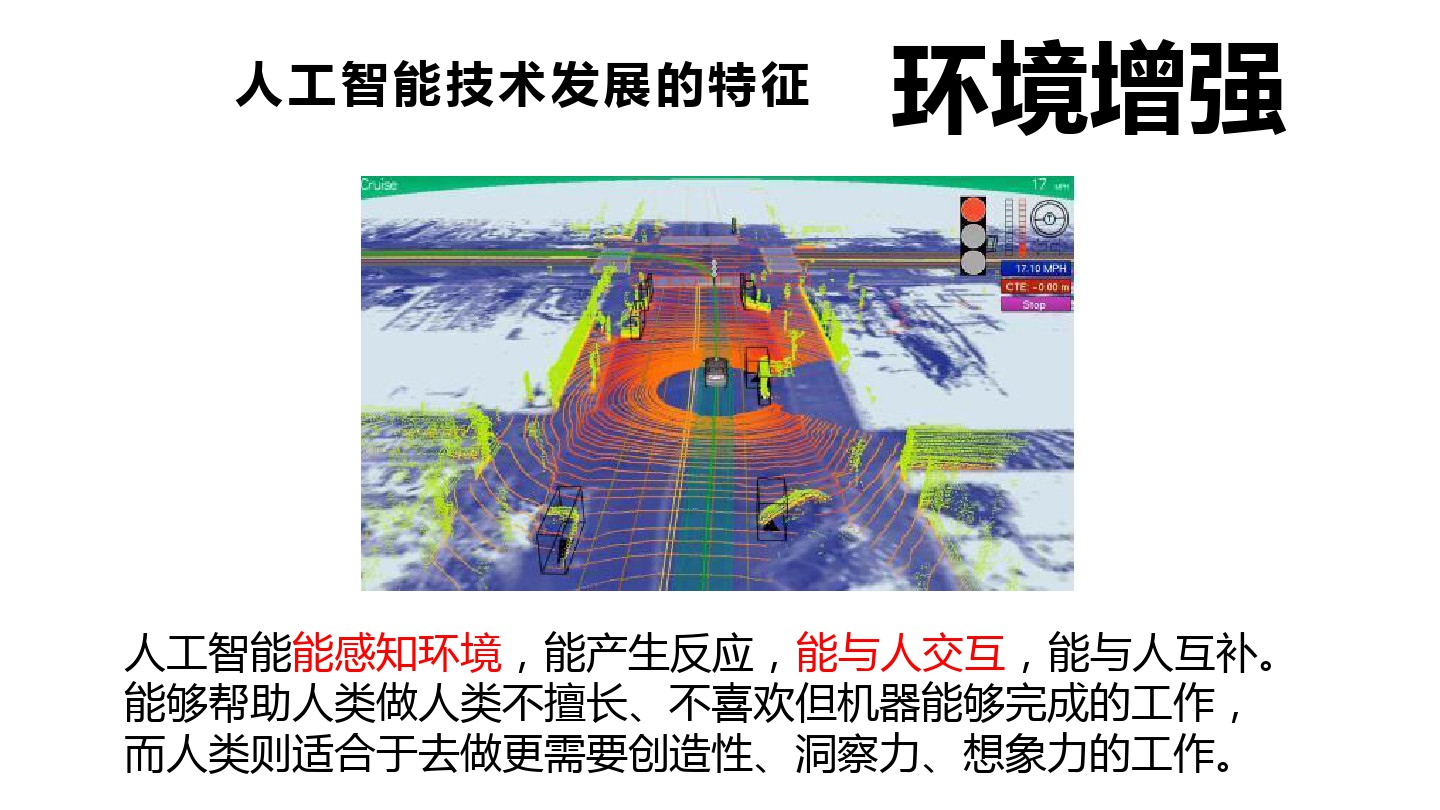 人工智能技术发展的特征
环境增强
Cruise
17 MPH
17.10 MPH
CTE: -0.00 m
Stop
人工智能能感知环境，能产生反应，能与人交互，能与人互补。
能够帮助人类做人类不擅长、不喜欢但机器能够完成的工作，
而人类则适合于去做更需要创造性、洞察力、想象力的工作。